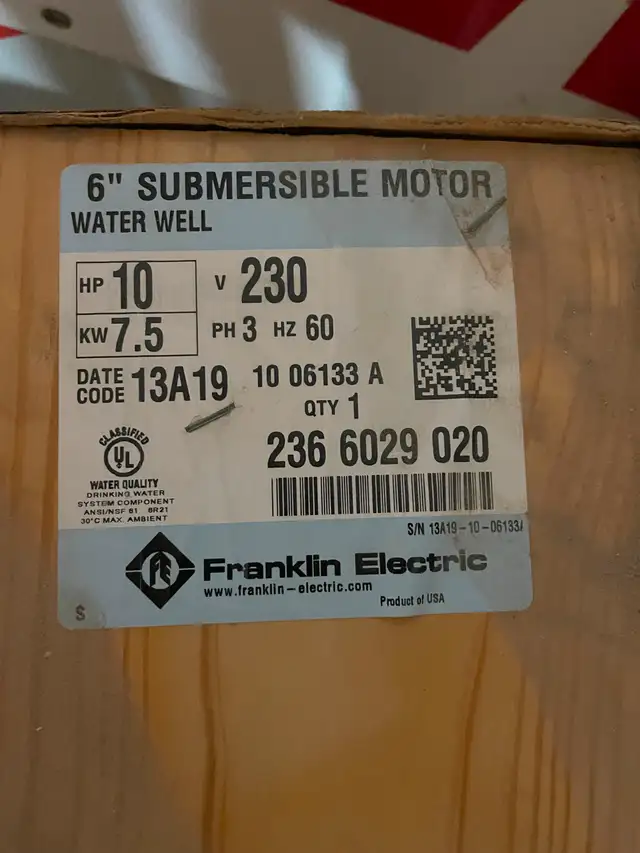 6" SUBMERSIBLE MOTOR
WATER WELL
HP 10 V 230
KW 7.5 PH 3 HZ 60
DATE CODE 13A19 10 06133 A
QTY 1
236 6029 020
CLASSIFIED
UL
WATER QUALITY
DRINKING WATER
SYSTEM COMPONENT
ANSI/NSF 61 6R21
30°C MAX. AMBIENT
S/N 13A19-10-06133
FE Franklin Electric
www.franklin-electric.com
Product of USA
$